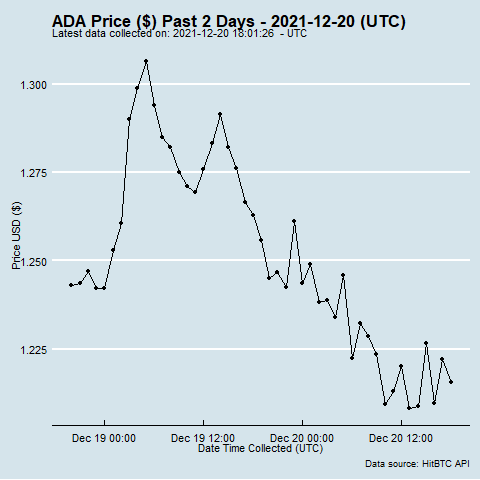 ADA Price ($) Past 2 Days - 2021-12-20 (UTC)
Latest data collected on: 2021-12-20 18:01:26  - UTC
1.300
1.275
1.250
1.225
Price USD ($)
Dec 19 00:00 Dec 19 12:00 Dec 20 00:00 Dec 20 12:00
Date Time Collected (UTC)
Data source: HitBTC API